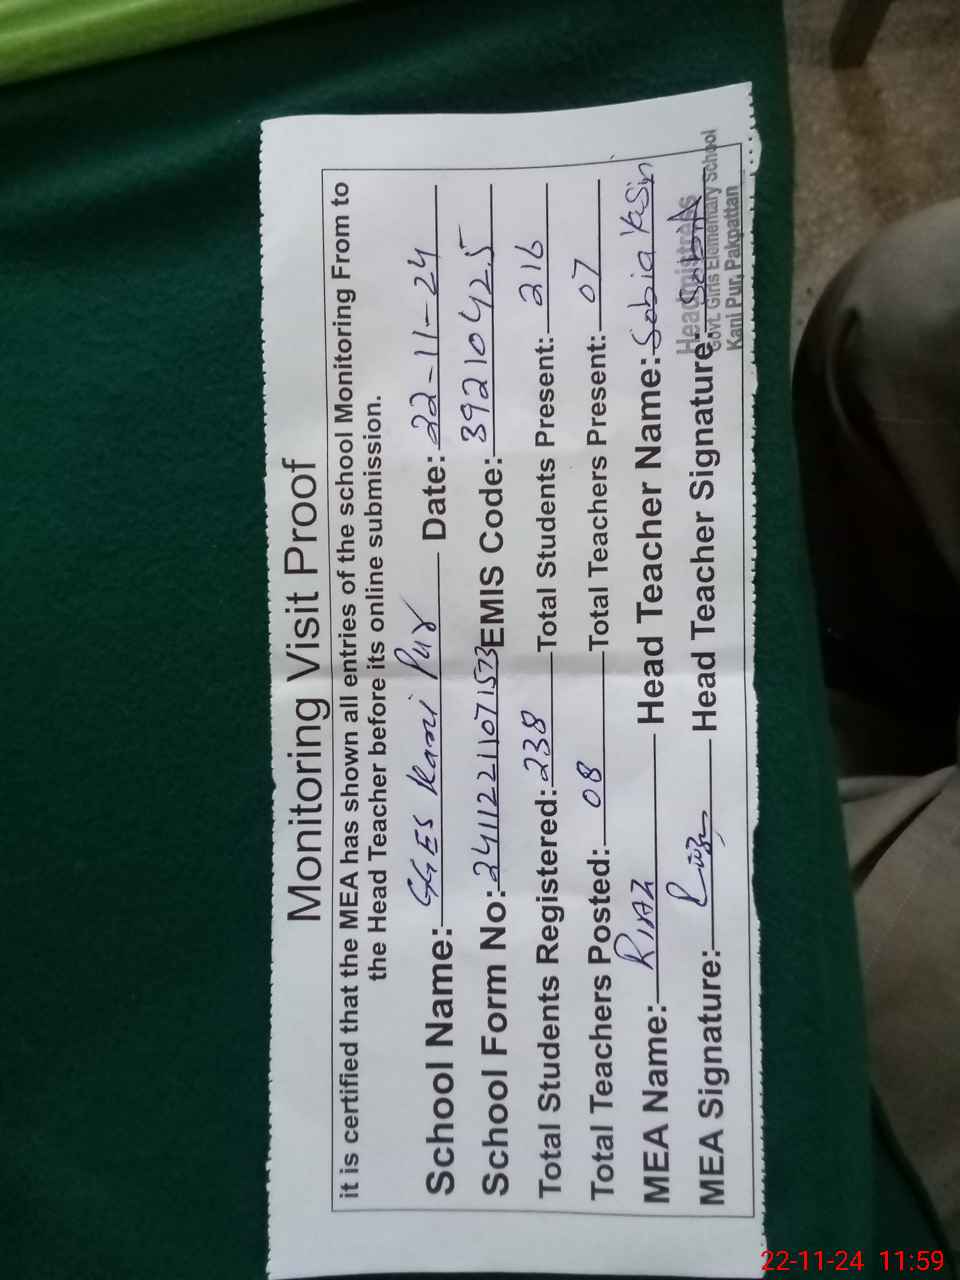 Monitoring Visit Proof
it is certified that the MEA has shown all entries of the school Monitoring From to
the Head Teacher before its online submission.
School Name: GGES Kani Pur Date: 22-11-24
School Form No: 24112211071573 EMIS Code: 39210425
Total Students Registered: 238 Total Students Present: 216
Total Teachers Posted: 08 Total Teachers Present: 07
MEA Name: RIAZ Head Teacher Name: Sobia
MEA Signature: Riaz Head Teacher Signature:
Headmistress
Govt. Girls Elementary School
Kani Pur, Pakpattan
22-11-24 11:59